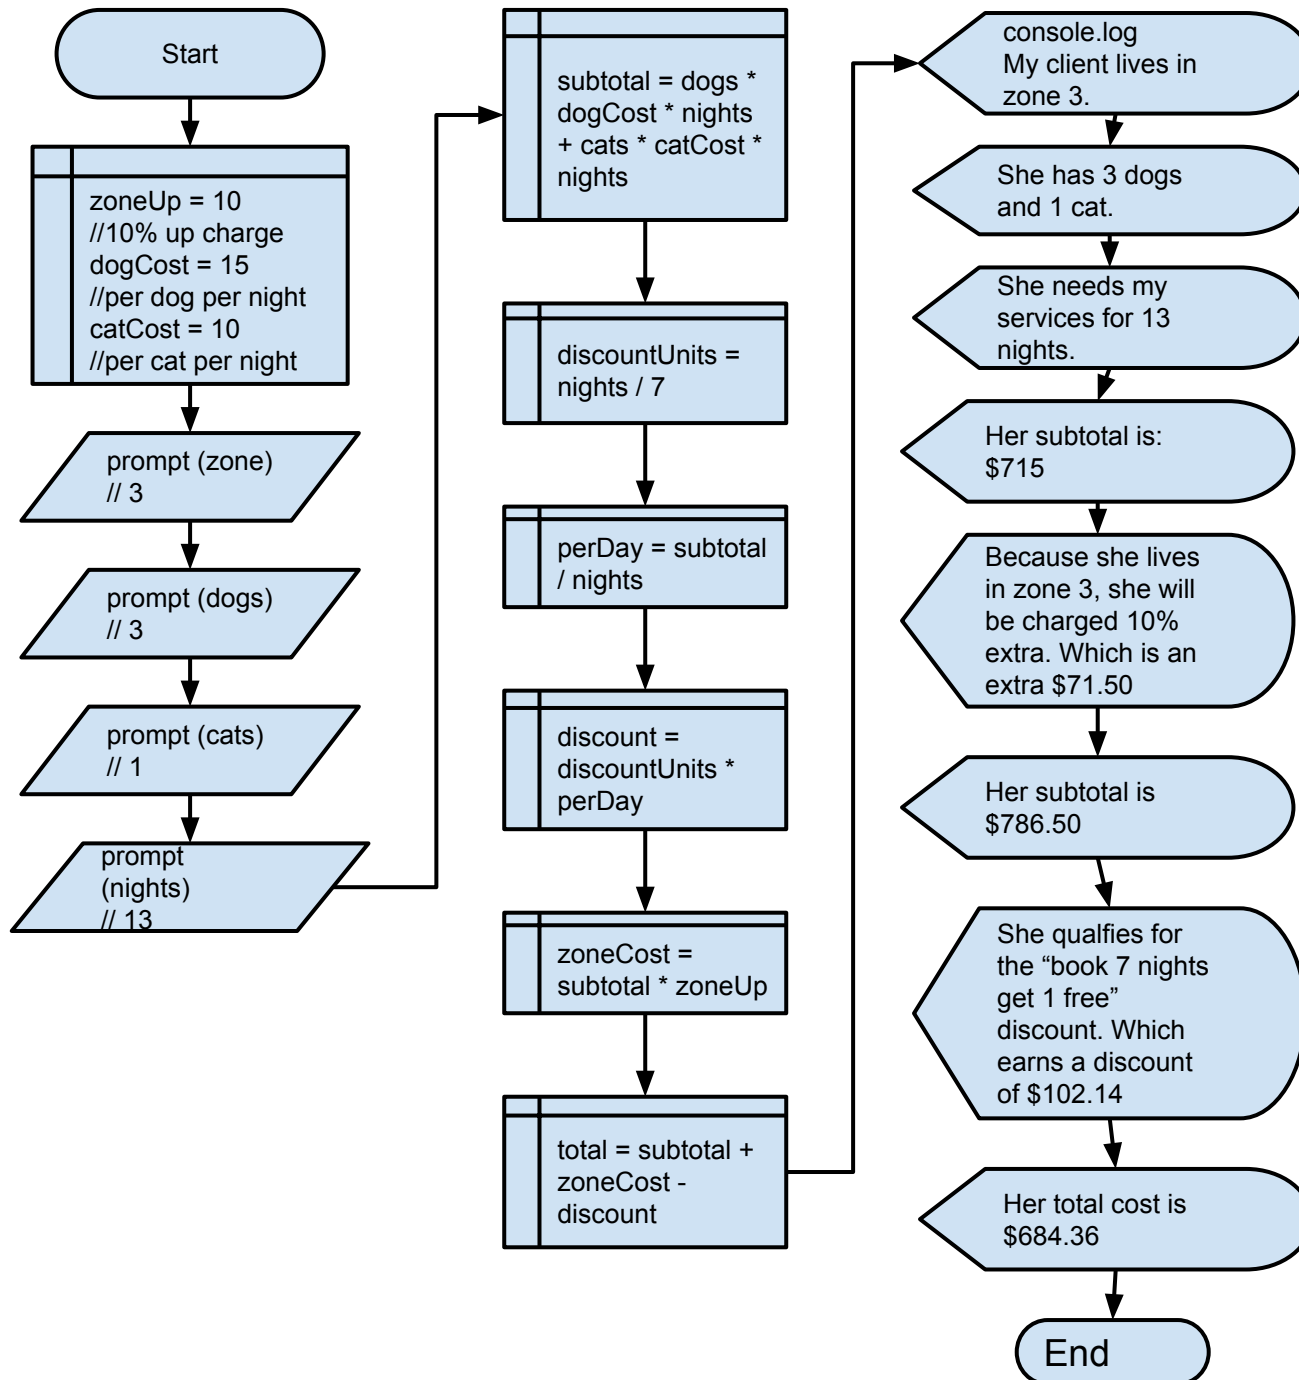 Start
zoneUp = 10
//10% up charge
dogCost = 15
//per dog per night
catCost = 10
//per cat per night
prompt (zone)
// 3
prompt (dogs)
// 3
prompt (cats)
// 1
prompt
(nights)
// 13
subtotal = dogs *
dogCost * nights
+ cats * catCost *
nights
discountUnits =
nights / 7
perDay = subtotal
/ nights
discount =
discountUnits *
perDay
zoneCost =
subtotal * zoneUp
total = subtotal +
zoneCost -
discount
console.log
My client lives in
zone 3.
She has 3 dogs
and 1 cat.
She needs my
services for 13
nights.
Her subtotal is:
$715
Because she lives
in zone 3, she will
be charged 10%
extra. Which is an
extra $71.50
Her subtotal is
$786.50
She qualfies for
the “book 7 nights
get 1 free”
discount. Which
earns a discount
of $102.14
Her total cost is
$684.36
End